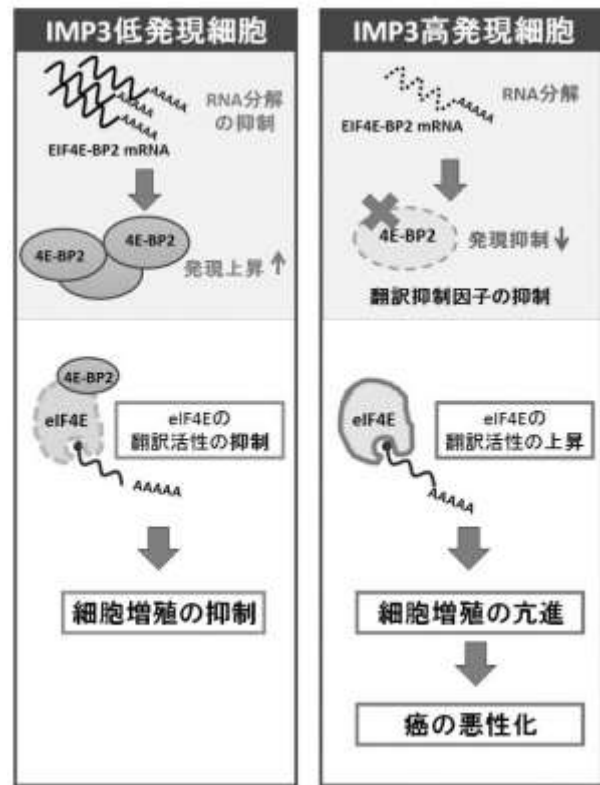 IMP3低発現細胞
AAAAA
AAAAA
AAAAA
RNA分解
の抑制
EIF4E-BP2 mRNA
4E-BP2
4E-BP2
発現上昇↑
4E-BP2
eIF4E
eIF4Eの
翻訳活性の抑制
AAAAA
細胞増殖の抑制
IMP3高発現細胞
RNA分解
AAAAA
EIF4E-BP2 mRNA
4E-BP2
発現抑制↓
翻訳抑制因子の抑制
eIF4E
eIF4Eの
翻訳活性の上昇
AAAAA
細胞増殖の亢進
癌の悪性化